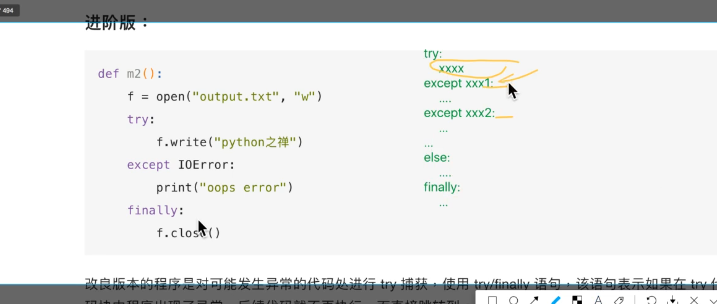 494
进阶版：
def m2():
f = open("output.txt", "w")
try:
f.write("python之禅")
except IOError:
print("oops error")
finally:
f.close()
try:
xxxx
except xxx1:
....
except xxx2:
...
...
else:
....
finally:
...
改良版本的程序是对可能发生异常的代码处进行 try 捕获，使用 try/finally 语句，该语句表示如果在 try 代